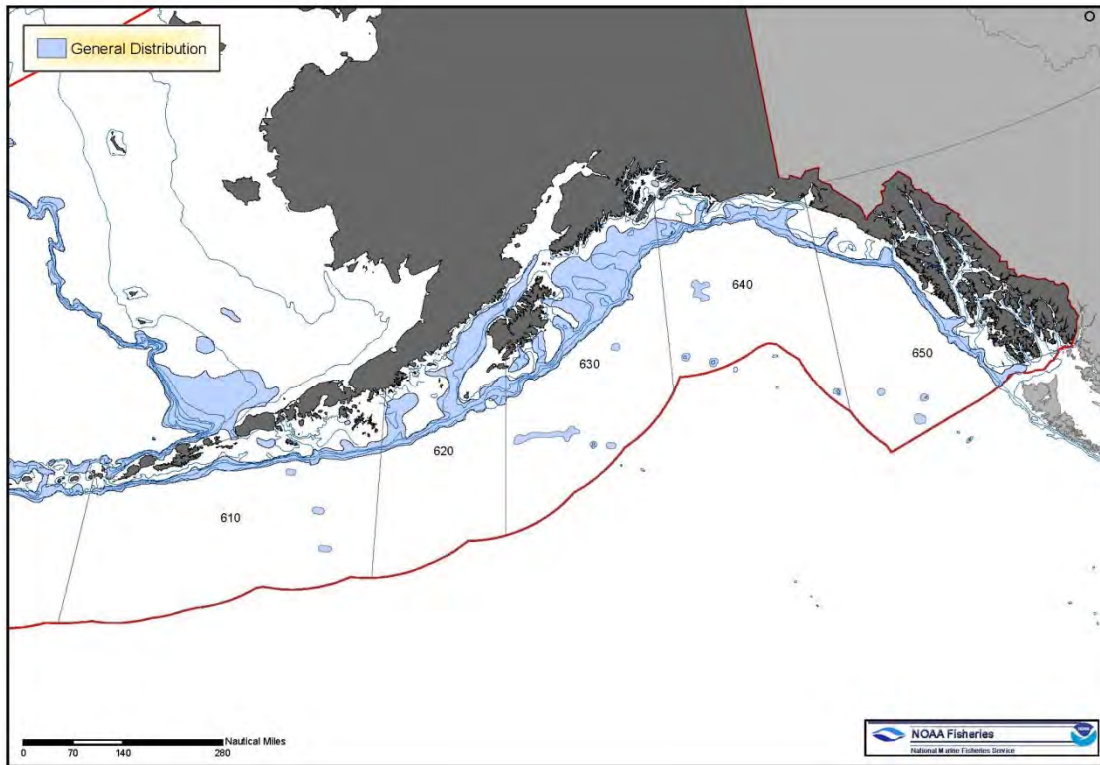 General Distribution
640
650
630
620
610
Nautical Miles
0 70 140 280
NOAA Fisheries
National Marine Fisheries Service